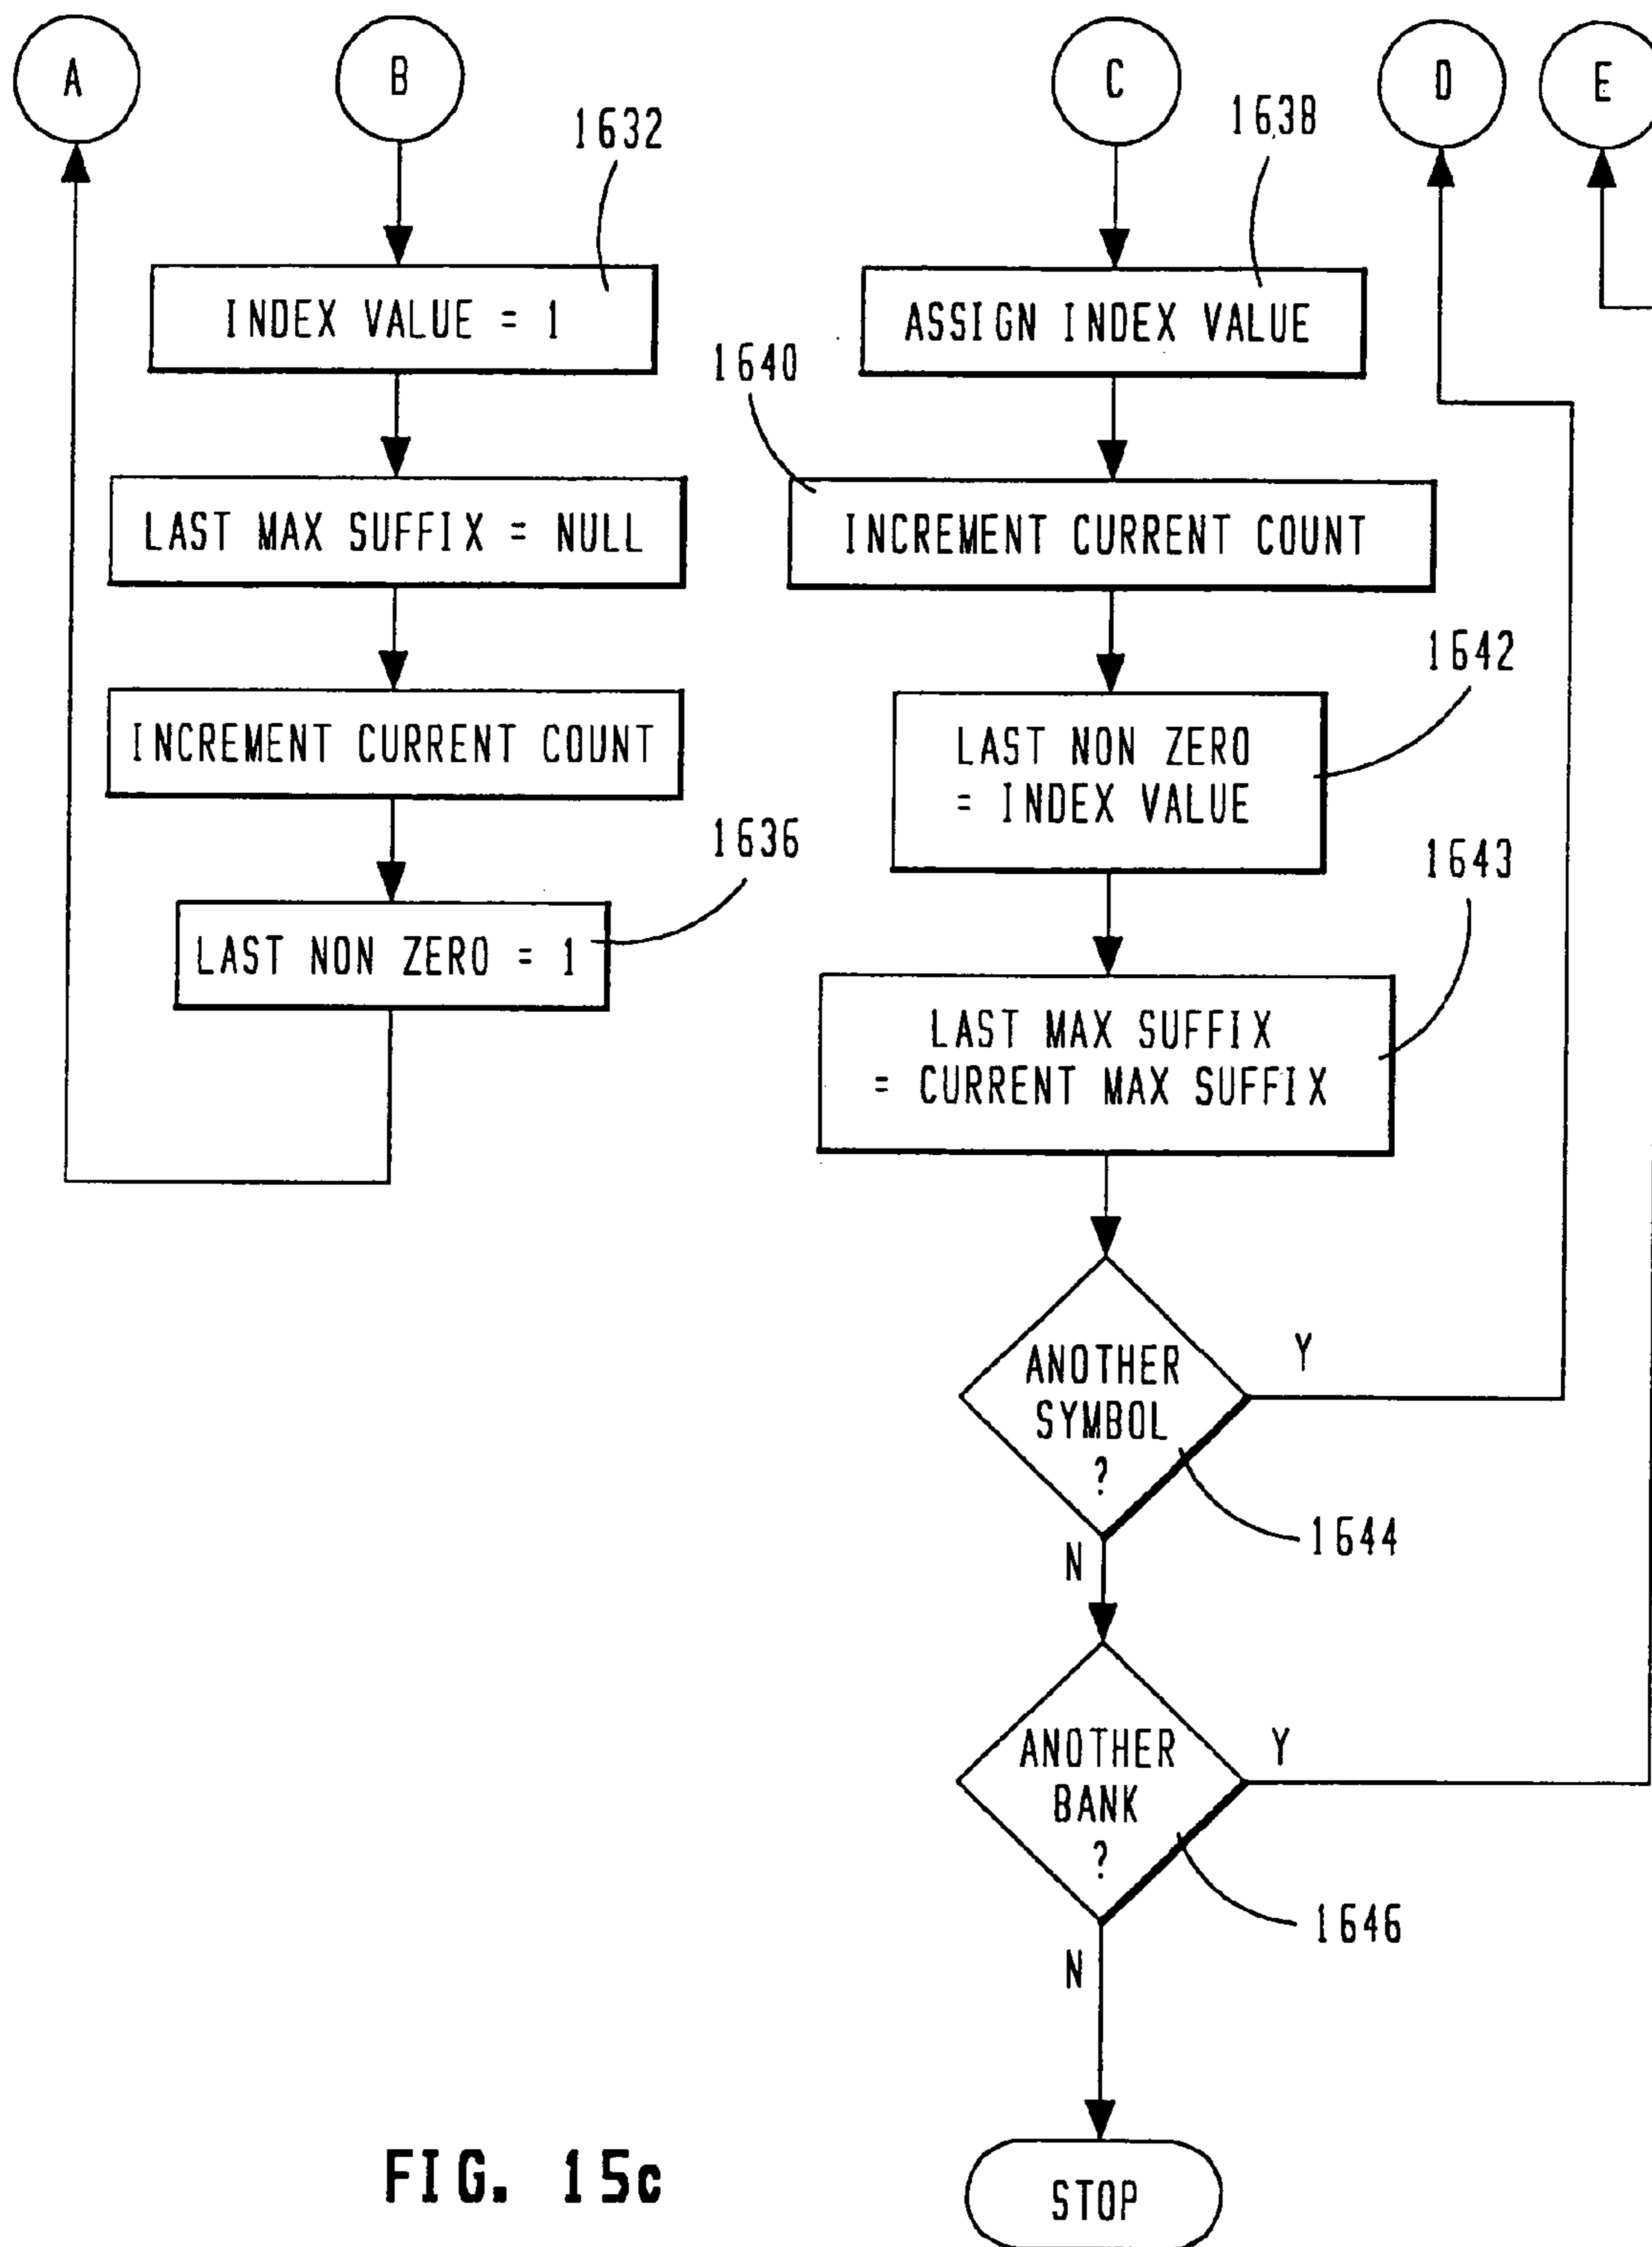 A
B
C
D
E
1632
1638
INDEX VALUE = 1
ASSIGN INDEX VALUE
1640
LAST MAX SUFFIX = NULL
INCREMENT CURRENT COUNT
1642
INCREMENT CURRENT COUNT
LAST NON ZERO
= INDEX VALUE
1636
1643
LAST NON ZERO = 1
LAST MAX SUFFIX
= CURRENT MAX SUFFIX
ANOTHER
SYMBOL
?
Y
1644
N
ANOTHER
BANK
?
Y
1646
N
STOP
FIG. 15c